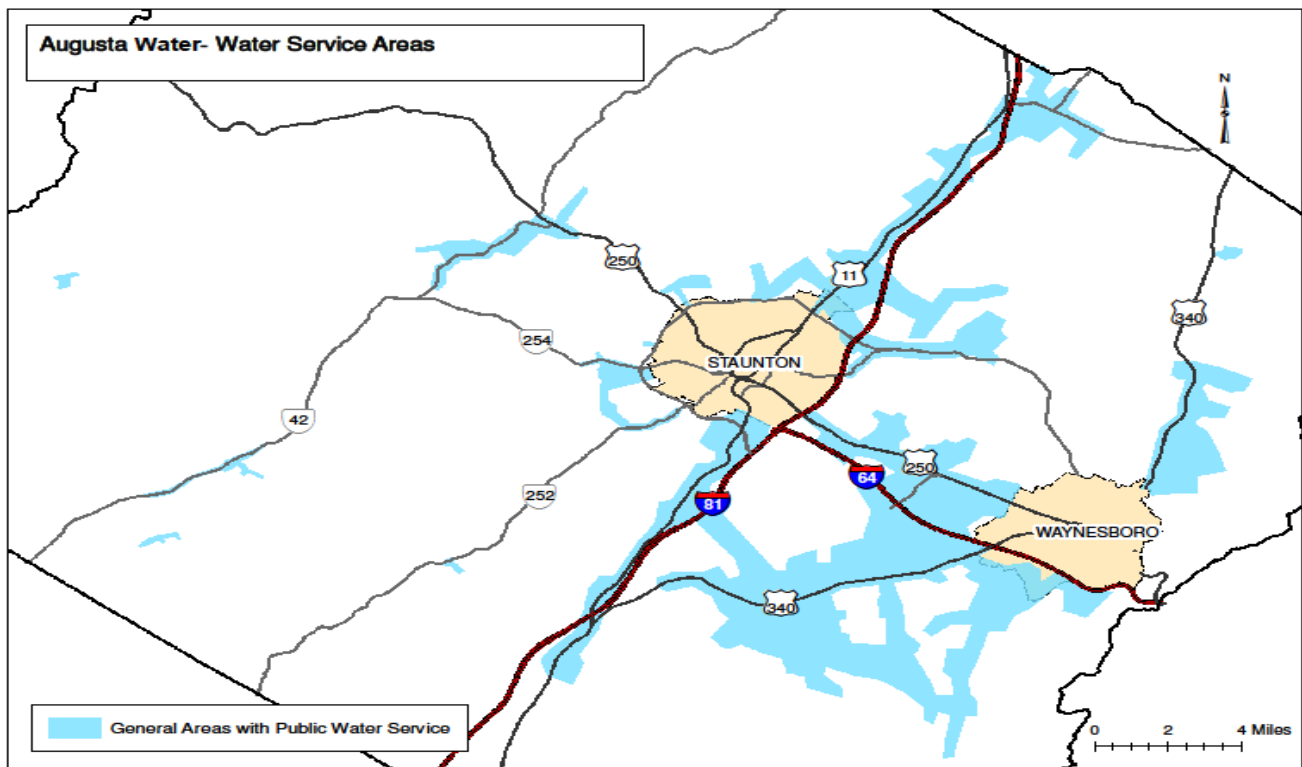 Augusta Water- Water Service Areas
N
250
11
340
254
STAUNTON
42
250
64
252
81
WAYNESBORO
340
General Areas with Public Water Service
0 2 4 Miles